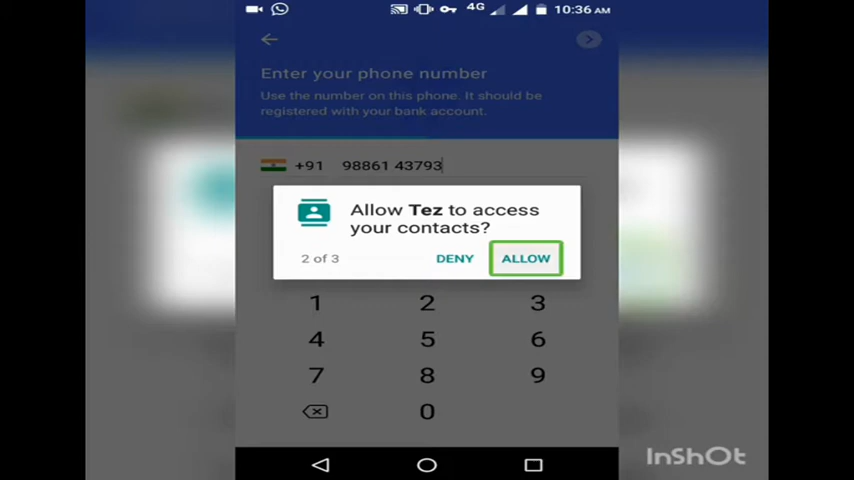 4G 10:36 AM
Enter your phone number
Use the number on this phone. It should be
registered with your bank account.
+91 98861 43793
Allow Tez to access
your contacts?
2 of 3 DENY ALLOW
1 2 3
4 5 6
7 8 9
0
InShOt